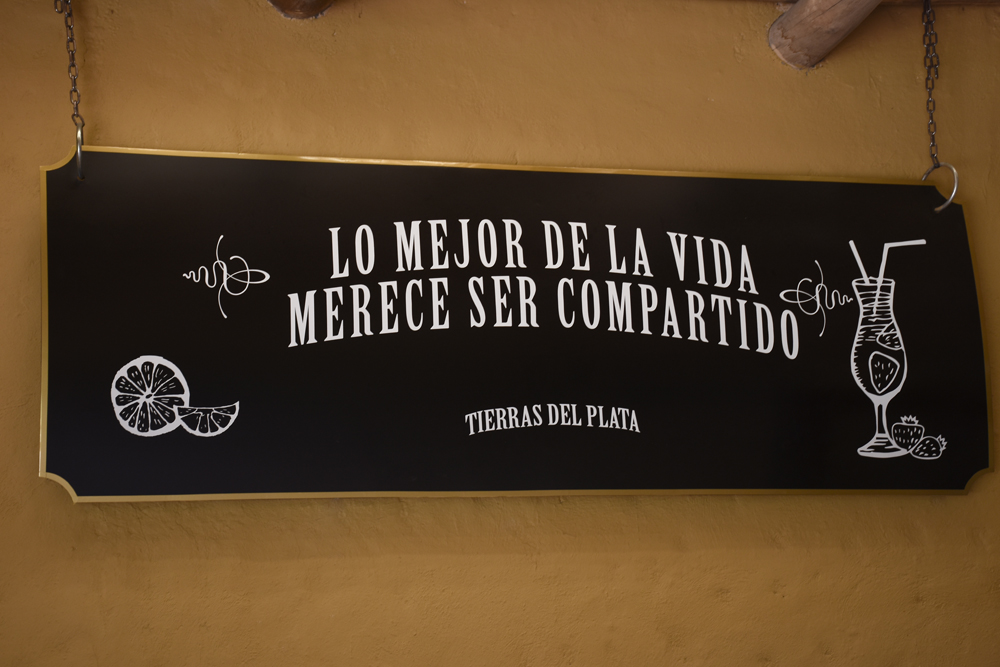 LO MEJOR DE LA VIDA
MERECE SER COMPARTIDO
TIERRAS DEL PLATA